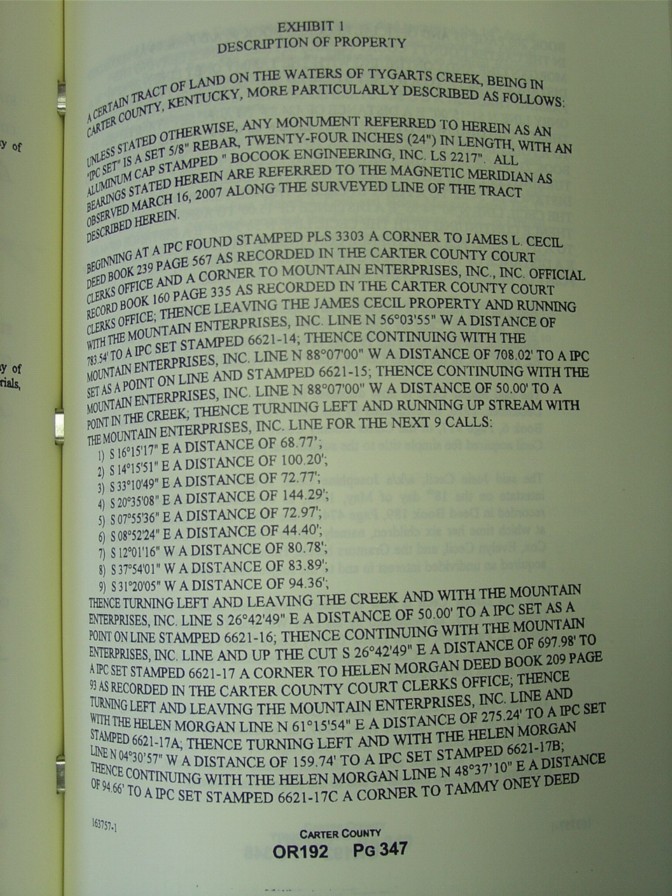 EXHIBIT 1
DESCRIPTION OF PROPERTY
A CERTAIN TRACT OF LAND ON THE WATERS OF TYGARTS CREEK, BEING IN
CARTER COUNTY, KENTUCKY, MORE PARTICULARLY DESCRIBED AS FOLLOWS:
UNLESS STATED OTHERWISE, ANY MONUMENT REFERRED TO HEREIN AS AN
"IPC SET" IS A SET 5/8" REBAR, TWENTY-FOUR INCHES (24") IN LENGTH, WITH AN
ALUMINUM CAP STAMPED " BOCOOK ENGINEERING, INC. LS 2217". ALL
BEARINGS STATED HEREIN ARE REFERRED TO THE MAGNETIC MERIDIAN AS
OBSERVED MARCH 16, 2007 ALONG THE SURVEYED LINE OF THE TRACT
DESCRIBED HEREIN.
BEGINNING AT A IPC FOUND STAMPED PLS 3303 A CORNER TO JAMES L. CECIL
DEED BOOK 239 PAGE 567 AS RECORDED IN THE CARTER COUNTY COURT
CLERKS OFFICE AND A CORNER TO MOUNTAIN ENTERPRISES, INC., INC. OFFICIAL
RECORD BOOK 160 PAGE 335 AS RECORDED IN THE CARTER COUNTY COURT
CLERKS OFFICE; THENCE LEAVING THE JAMES CECIL PROPERTY AND RUNNING
WITH THE MOUNTAIN ENTERPRISES, INC. LINE N 56°03'55" W A DISTANCE OF
783.54' TO A IPC SET STAMPED 6621-14; THENCE CONTINUING WITH THE
MOUNTAIN ENTERPRISES, INC. LINE N 88°07'00" W A DISTANCE OF 708.02' TO A IPC
SET AS A POINT ON LINE AND STAMPED 6621-15; THENCE CONTINUING WITH THE
MOUNTAIN ENTERPRISES, INC. LINE N 88°07'00" W A DISTANCE OF 50.00' TO A
POINT IN THE CREEK; THENCE TURNING LEFT AND RUNNING UP STREAM WITH
THE MOUNTAIN ENTERPRISES, INC. LINE FOR THE NEXT 9 CALLS:
1) S 16°15'17" E A DISTANCE OF 68.77';
2) S 14°15'51" E A DISTANCE OF 100.20';
3) S 33°10'49" E A DISTANCE OF 72.77';
4) S 20°35'08" E A DISTANCE OF 144.29';
5) S 07°55'36" E A DISTANCE OF 72.97';
6) S 08°52'24" E A DISTANCE OF 44.40';
7) S 12°01'16" W A DISTANCE OF 80.78';
8) S 37°54'01" W A DISTANCE OF 83.89';
9) S 31°20'05" W A DISTANCE OF 94.36';
THENCE TURNING LEFT AND LEAVING THE CREEK AND WITH THE MOUNTAIN
ENTERPRISES, INC. LINE S 26°42'49" E A DISTANCE OF 50.00' TO A IPC SET AS A
POINT ON LINE STAMPED 6621-16; THENCE CONTINUING WITH THE MOUNTAIN
ENTERPRISES, INC. LINE AND UP THE CUT S 26°42'49" E A DISTANCE OF 697.98' TO
A IPC SET STAMPED 6621-17 A CORNER TO HELEN MORGAN DEED BOOK 209 PAGE
93 AS RECORDED IN THE CARTER COUNTY COURT CLERKS OFFICE; THENCE
TURNING LEFT AND LEAVING THE MOUNTAIN ENTERPRISES, INC. LINE AND
WITH THE HELEN MORGAN LINE N 61°15'54" E A DISTANCE OF 275.24' TO A IPC SET
STAMPED 6621-17A; THENCE TURNING LEFT AND WITH THE HELEN MORGAN
LINE N 04°30'57" W A DISTANCE OF 159.74' TO A IPC SET STAMPED 6621-17B;
THENCE CONTINUING WITH THE HELEN MORGAN LINE N 48°37'10" E A DISTANCE
OF 94.66' TO A IPC SET STAMPED 6621-17C A CORNER TO TAMMY ONEY DEED
163757-1
CARTER COUNTY
OR192 PG 347
y of
y of
rials,